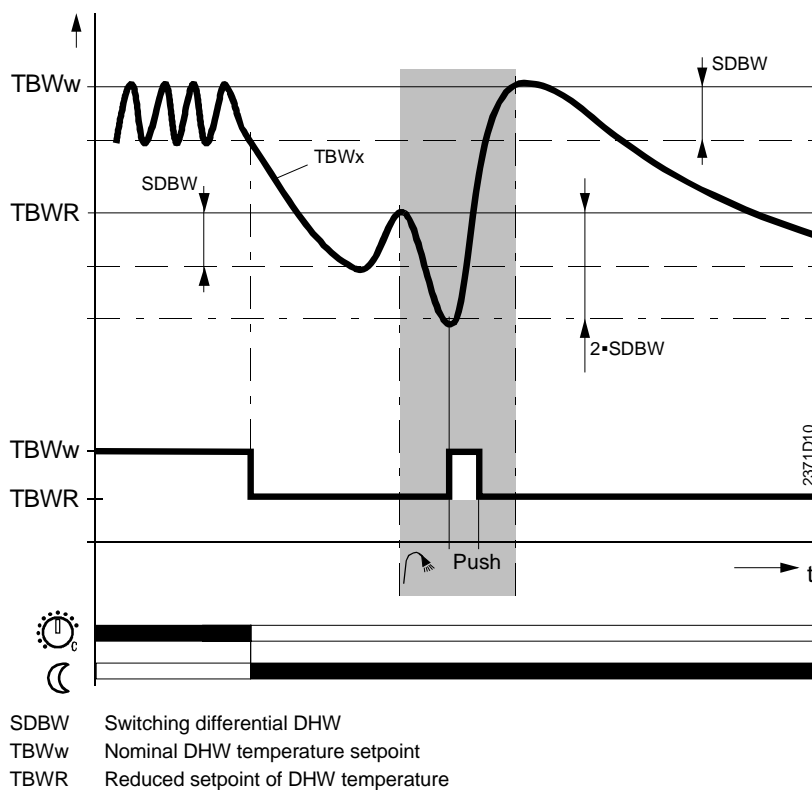 TBWw
SDBW
TBWx
SDBW
TBWR
2▪SDBW
TBWw
TBWR
2371D10
Push
t
C
SDBW Switching differential DHW
TBWw Nominal DHW temperature setpoint
TBWR Reduced setpoint of DHW temperature